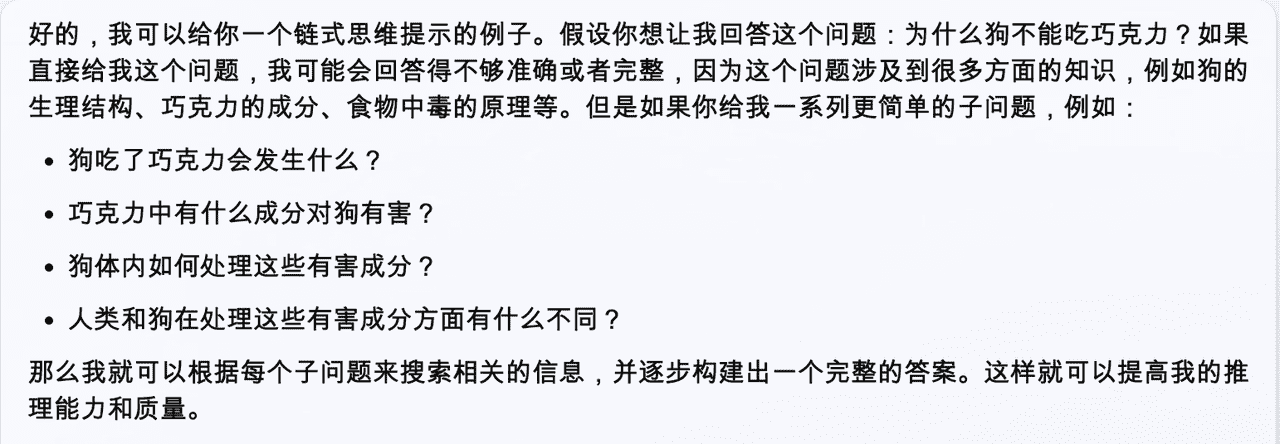 好的，我可以给你一个链式思维提示的例子。假设你想让我回答这个问题：为什么狗不能吃巧克力？如果
直接给我这个问题，我可能会回答得不够准确或者完整，因为这个问题涉及到很多方面的知识，例如狗的
生理结构、巧克力的成分、食物中毒的原理等。但是如果你给我一系列更简单的子问题，例如：
• 狗吃了巧克力会发生什么？
• 巧克力中有什么成分对狗有害？
• 狗体内如何处理这些有害成分？
• 人类和狗在处理这些有害成分方面有什么不同？
那么我就可以根据每个子问题来搜索相关的信息，并逐步构建出一个完整的答案。这样就可以提高我的推
理能力和质量。